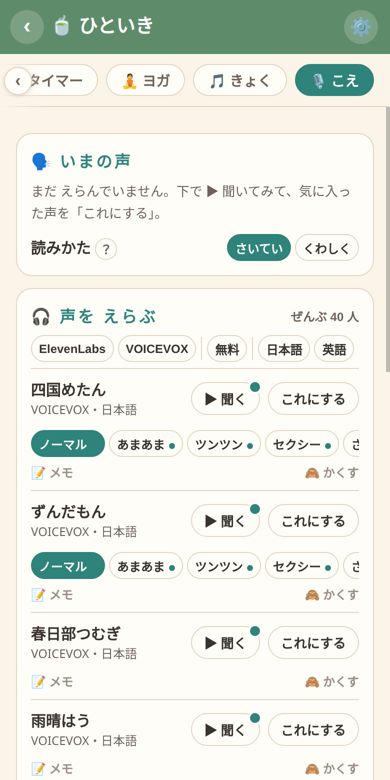 ‹ 🍵 ひといき ⚙️
‹ タイマー 🧘 ヨガ 🎵 きょく 🎙️ こえ
🗣️ いまの声
まだ えらんでいません。下で ▶ 聞いてみて、気に入っ
た声を「これにする」。
読みかた ? さいてい くわしく
🎧 声を えらぶ ぜんぶ 40 人
ElevenLabs VOICEVOX 無料 日本語 英語
四国めたん ▶ 聞く これにする
VOICEVOX・日本語
ノーマル あまあま ツンツン セクシー さ
📝 メモ 🙈 かくす
ずんだもん ▶ 聞く これにする
VOICEVOX・日本語
ノーマル あまあま ツンツン セクシー さ
📝 メモ 🙈 かくす
春日部つむぎ ▶ 聞く これにする
VOICEVOX・日本語
📝 メモ 🙈 かくす
雨晴はう ▶ 聞く これにする
VOICEVOX・日本語
📝 メモ 🙈 かくす